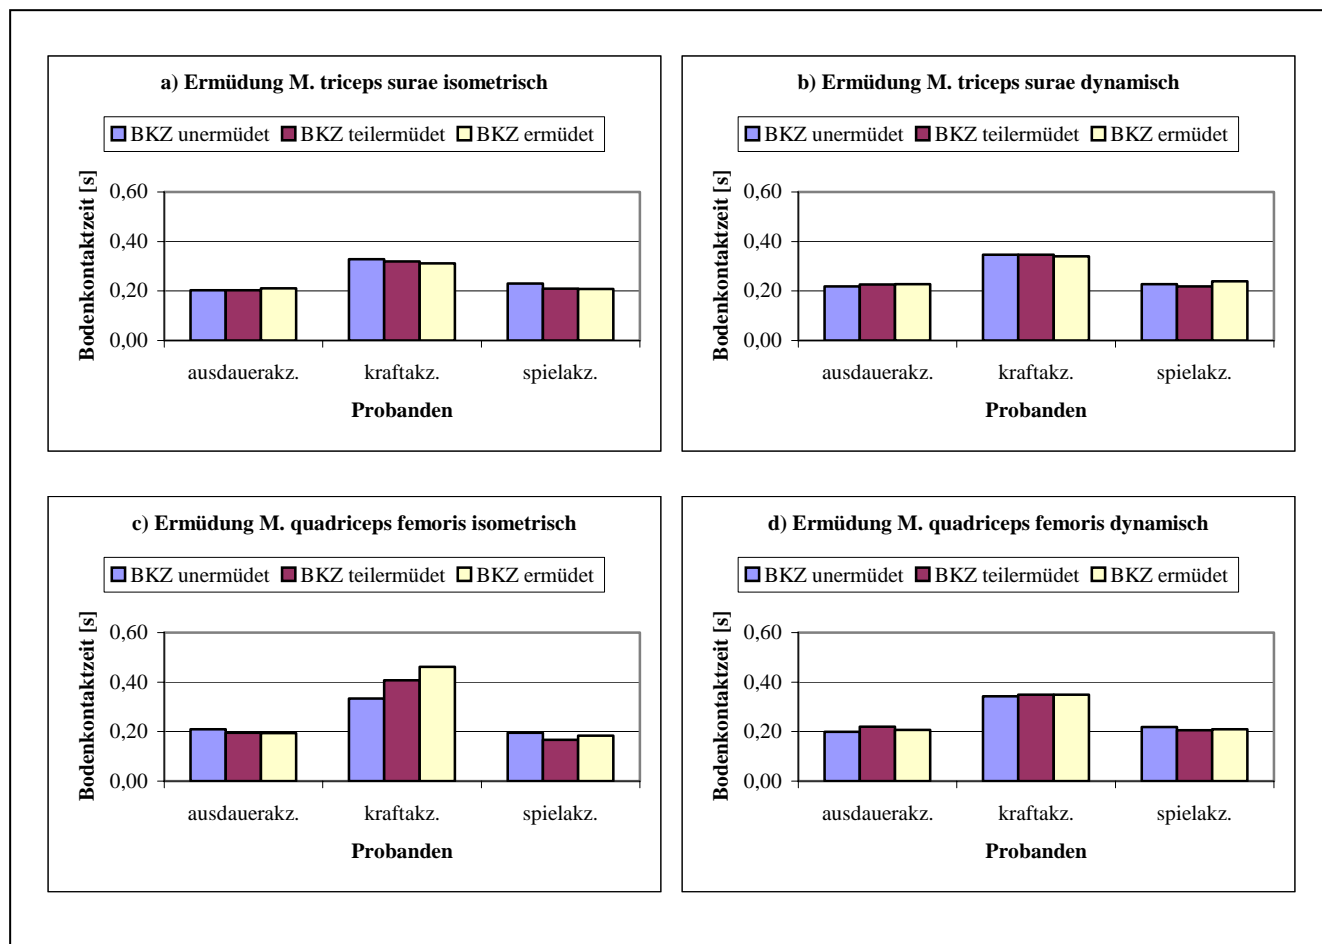 a) Ermüdung M. triceps surae isometrisch
BKZ unermüdet BKZ teilermüdet BKZ ermüdet
Bodenkontaktzeit [s]
0,60
0,40
0,20
0,00
ausdauerakz. kraftakz. spielakz.
Probanden
b) Ermüdung M. triceps surae dynamisch
BKZ unermüdet BKZ teilermüdet BKZ ermüdet
Bodenkontaktzeit [s]
0,60
0,40
0,20
0,00
ausdauerakz. kraftakz. spielakz.
Probanden
c) Ermüdung M. quadriceps femoris isometrisch
BKZ unermüdet BKZ teilermüdet BKZ ermüdet
Bodenkontaktzeit [s]
0,60
0,40
0,20
0,00
ausdauerakz. kraftakz. spielakz.
Probanden
d) Ermüdung M. quadriceps femoris dynamisch
BKZ unermüdet BKZ teilermüdet BKZ ermüdet
Bodenkontaktzeit [s]
0,60
0,40
0,20
0,00
ausdauerakz. kraftakz. spielakz.
Probanden